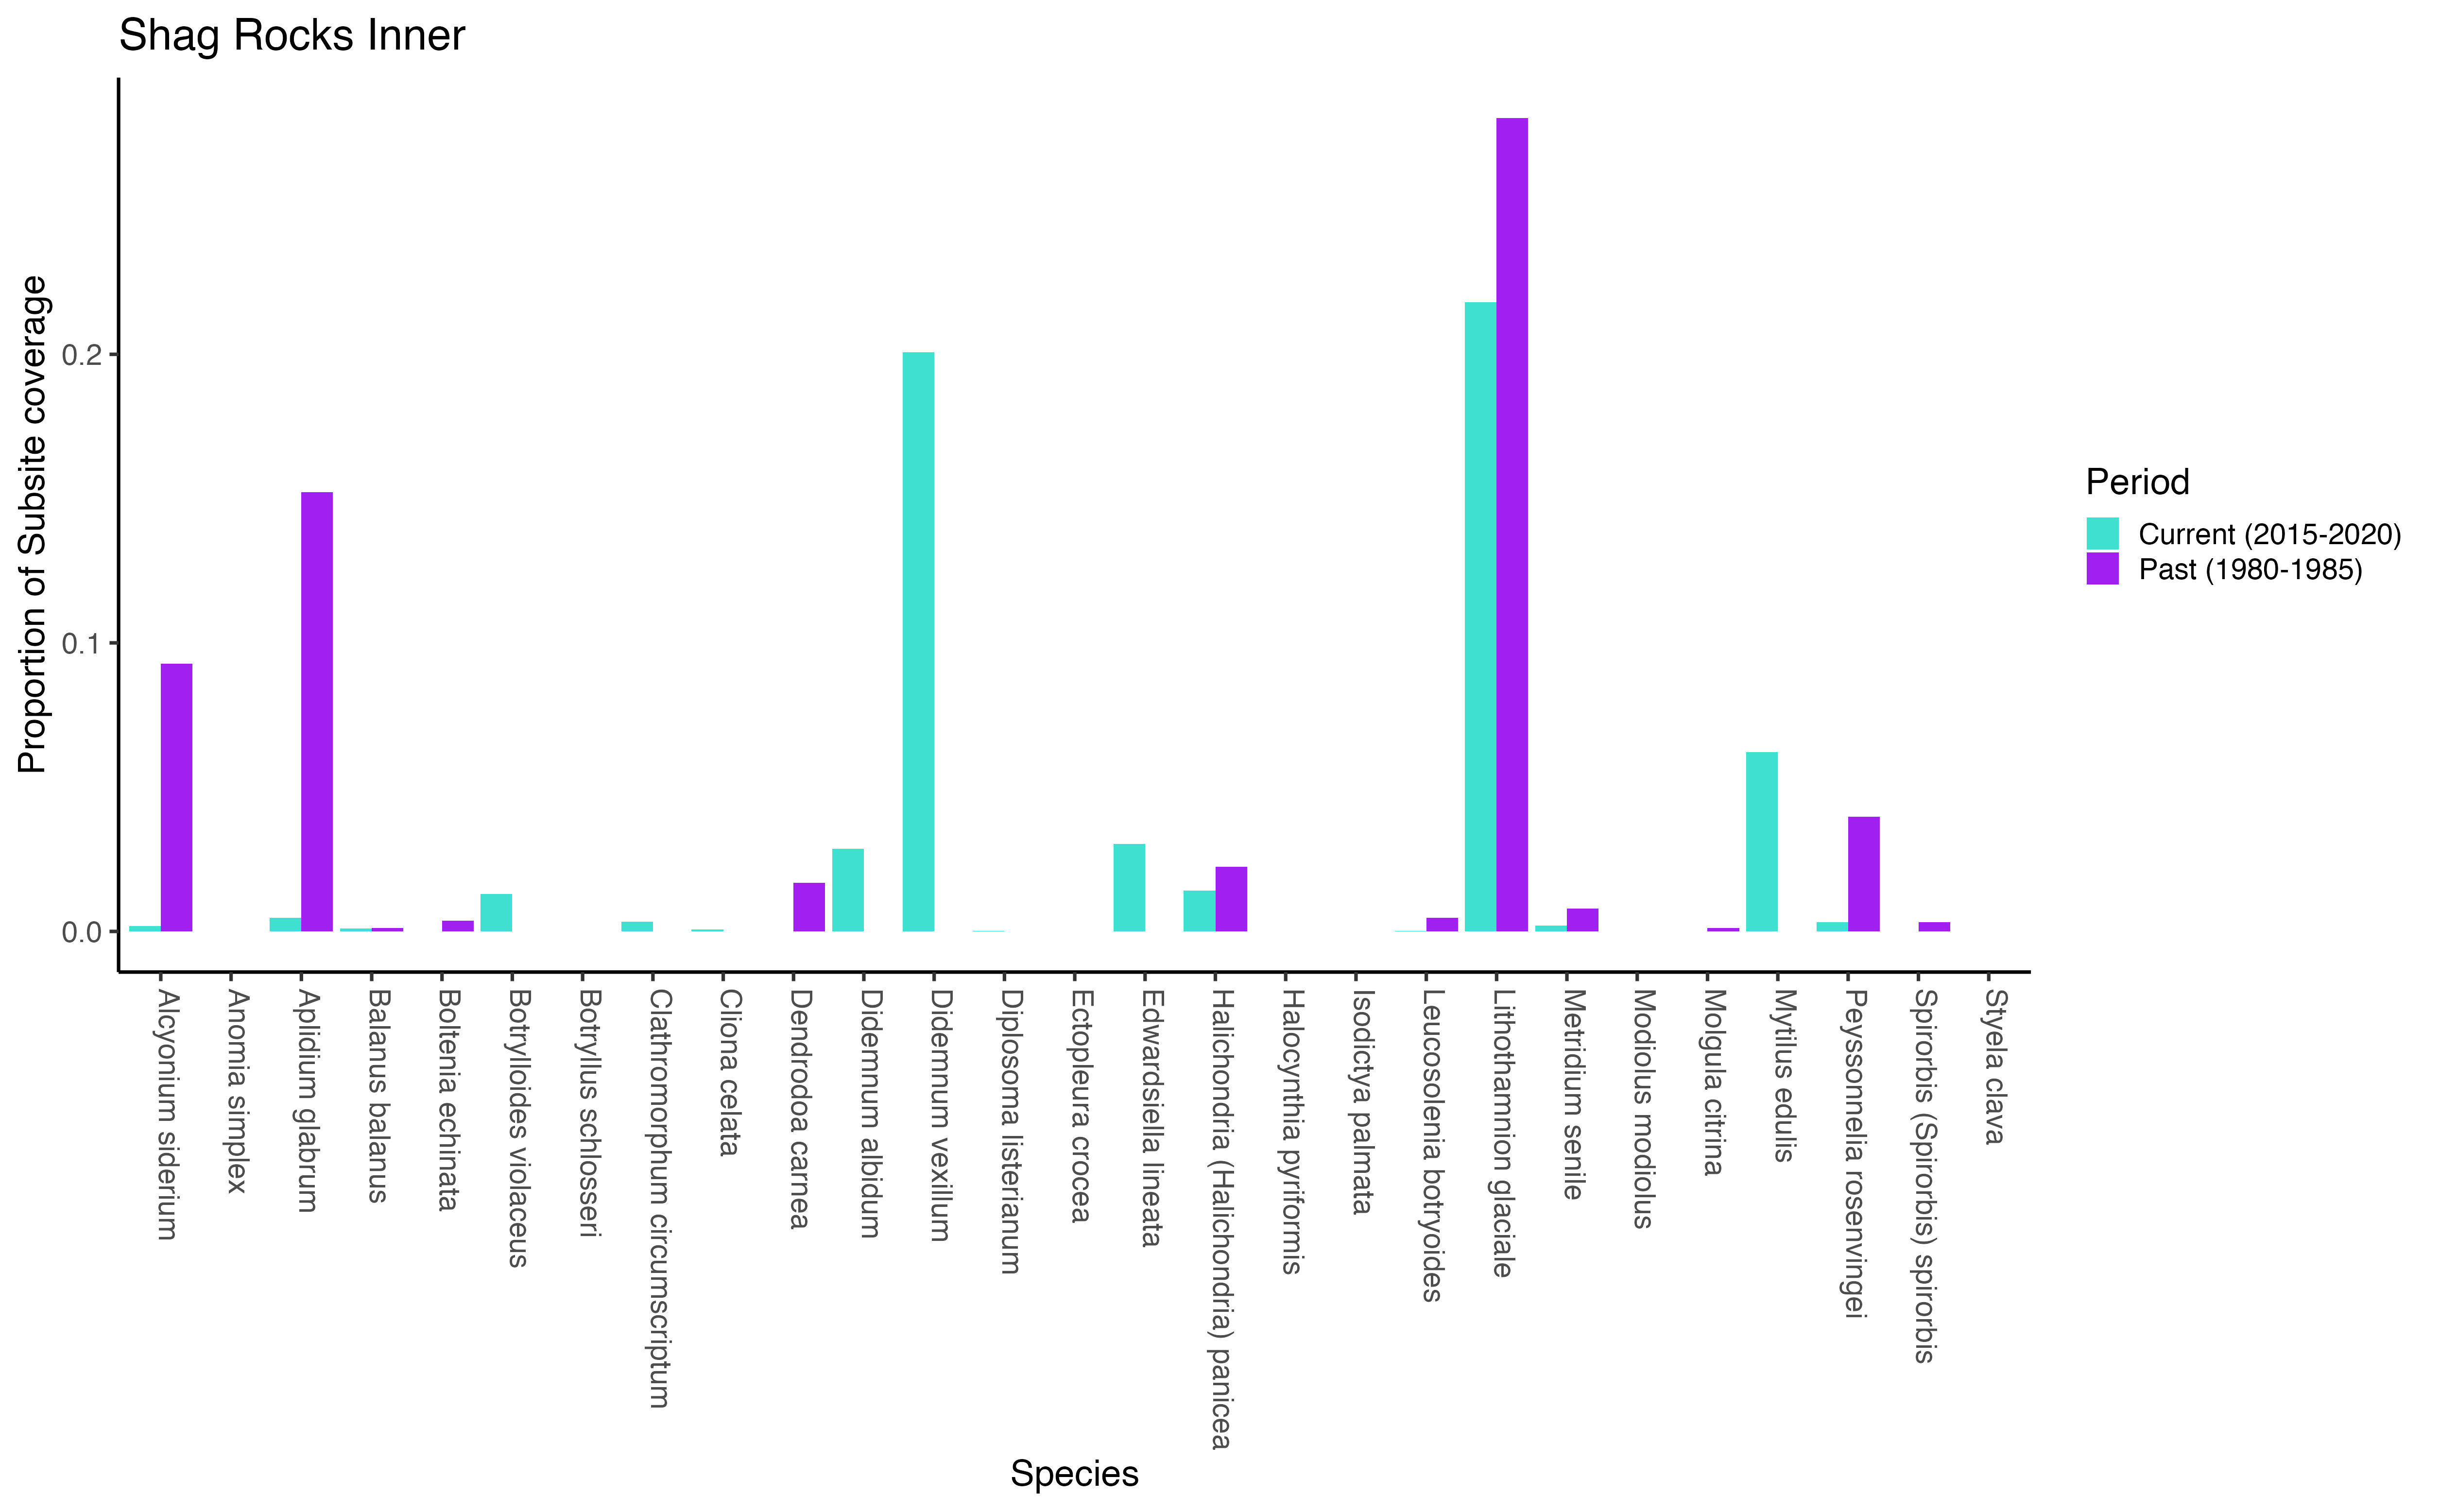 Shag Rocks Inner
Proportion of Subsite coverage
0.2
0.1
0.0
Alcyonium siderium
Anomia simplex
Aplidium glabrum
Balanus balanus
Boltenia echinata
Botrylloides violaceus
Botryllus schlosseri
Clathromorphum circumscriptum
Cliona celata
Dendrodoa carnea
Didemnum albidum
Didemnum vexillum
Diplosoma listerianum
Ectopleura crocea
Edwardsiella lineata
Halichondria (Halichondria) panicea
Halocynthia pyriformis
Isodictya palmata
Leucosolenia botryoides
Lithothamnion glaciale
Metridium senile
Modiolus modiolus
Molgula citrina
Mytilus edulis
Peyssonnelia rosenvingei
Spirorbis (Spirorbis) spirorbis
Styela clava
Species
Period
Current (2015-2020)
Past (1980-1985)